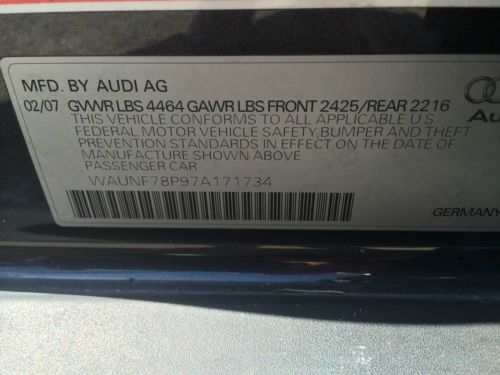 MFD. BY AUDI AG
02/07 GVWR LBS 4464 GAWR LBS FRONT 2425/REAR 2216
THIS VEHICLE CONFORMS TO ALL APPLICABLE U.S.
FEDERAL MOTOR VEHICLE SAFETY, BUMPER AND THEFT
PREVENTION STANDARDS IN EFFECT ON THE DATE OF
MANUFACTURE SHOWN ABOVE
PASSENGER CAR
WAUNF78P97A171734
Au
GERMANY